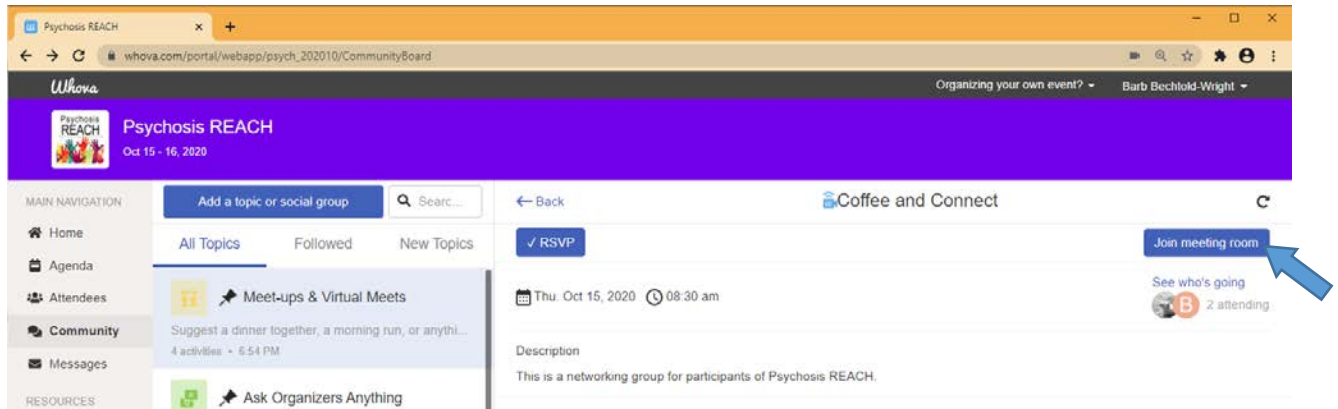 Psychosis REACH
whova.com/portal/webapp/psych_202010/CommunityBoard
Whova
Organizing your own event?
Barb Bechtold-Wright
Psychosis
REACH
Psychosis REACH
Oct 15 - 16, 2020
MAIN NAVIGATION
Home
Agenda
Attendees
Community
Messages
RESOURCES
Add a topic or social group
Searc...
All Topics
Followed
New Topics
Meet-ups & Virtual Meets
Suggest a dinner together, a morning run, or anythi...
4 activities • 6:54 PM
Ask Organizers Anything
← Back
Coffee and Connect
✓ RSVP
Join meeting room
Thu. Oct 15, 2020 08:30 am
See who's going
B
2 attending
Description
This is a networking group for participants of Psychosis REACH.